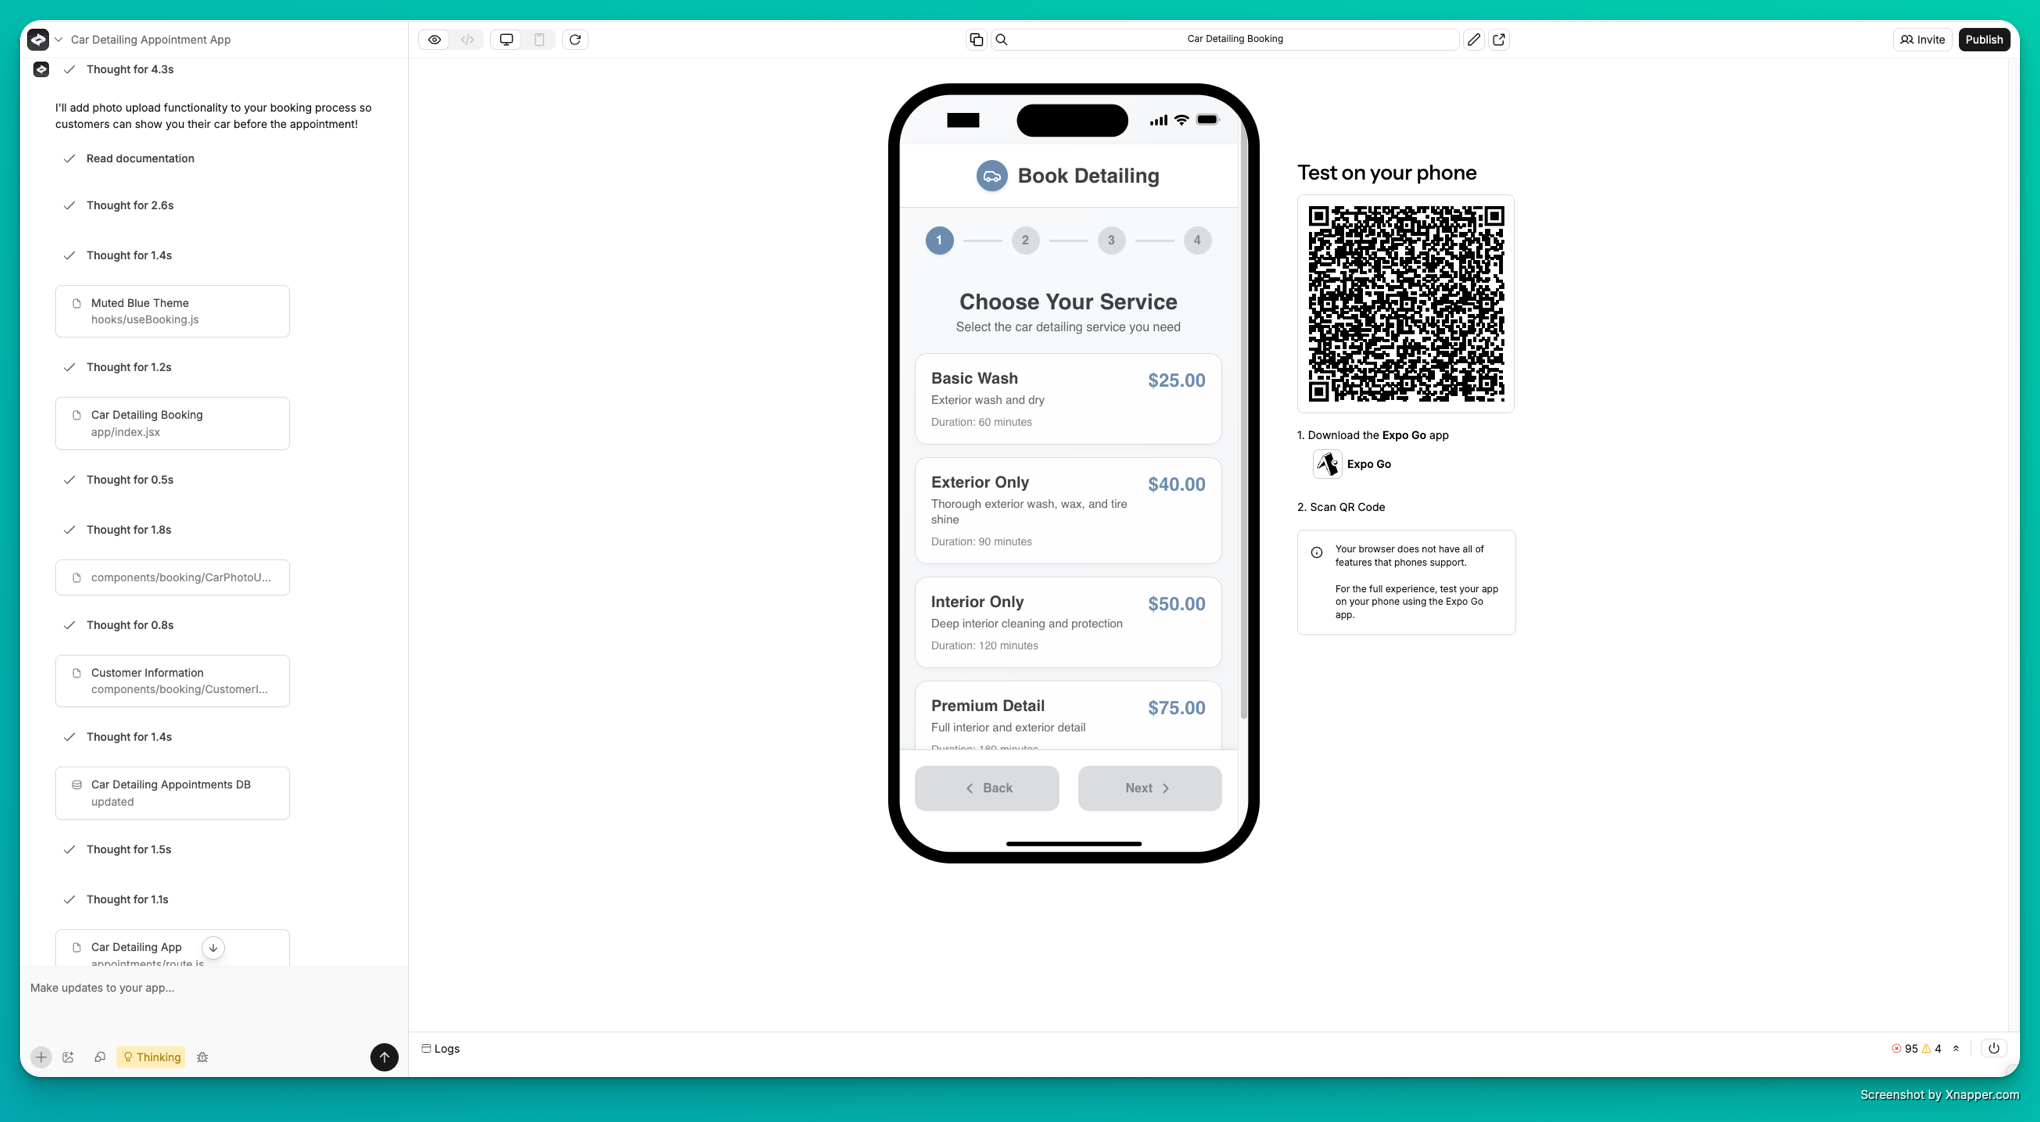 Car Detailing Appointment App
Car Detailing Booking
Invite
Publish
Thought for 4.3s
I'll add photo upload functionality to your booking process so
customers can show you their car before the appointment!
Read documentation
Thought for 2.6s
Thought for 1.4s
Muted Blue Theme
hooks/useBooking.js
Thought for 1.2s
Car Detailing Booking
app/index.jsx
Thought for 0.5s
Thought for 1.8s
components/booking/CarPhotoU...
Thought for 0.8s
Customer Information
components/booking/CustomerI...
Thought for 1.4s
Car Detailing Appointments DB
updated
Thought for 1.5s
Thought for 1.1s
Car Detailing App
appointments/route.js
Make updates to your app...
Thinking
Book Detailing
1
2
3
4
Choose Your Service
Select the car detailing service you need
Basic Wash
$25.00
Exterior wash and dry
Duration: 60 minutes
Exterior Only
$40.00
Thorough exterior wash, wax, and tire
shine
Duration: 90 minutes
Interior Only
$50.00
Deep interior cleaning and protection
Duration: 120 minutes
Premium Detail
$75.00
Full interior and exterior detail
Duration: 180 minutes
Back
Next
Test on your phone
1. Download the Expo Go app
Expo Go
2. Scan QR Code
Your browser does not have all of
features that phones support.
For the full experience, test your app
on your phone using the Expo Go
app.
Logs
95
4
Screenshot by Xnapper.com